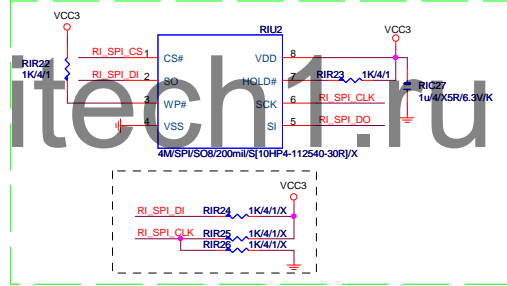 VCC3
RIR22
1K/4/1
RI_SPI_CS
RI_SPI_DI
1
2
3
4
RIU2
CS#
SO
WP#
VSS
VDD
HOLD#
SCK
SI
8
7
6
5
RIR23
1K/4/1
RI_SPI_CLK
RI_SPI_DO
VCC3
RIC27
1u/4/X5R/6.3V/K
4M/SPI/SO8/200mil/S[10HP4-112540-30R]/X
itech1.ru
VCC3
RI_SPI_DI
RIR24
1K/4/1/X
RI_SPI_CLK
RIR25
1K/4/1/X
RIR26
1K/4/1/X